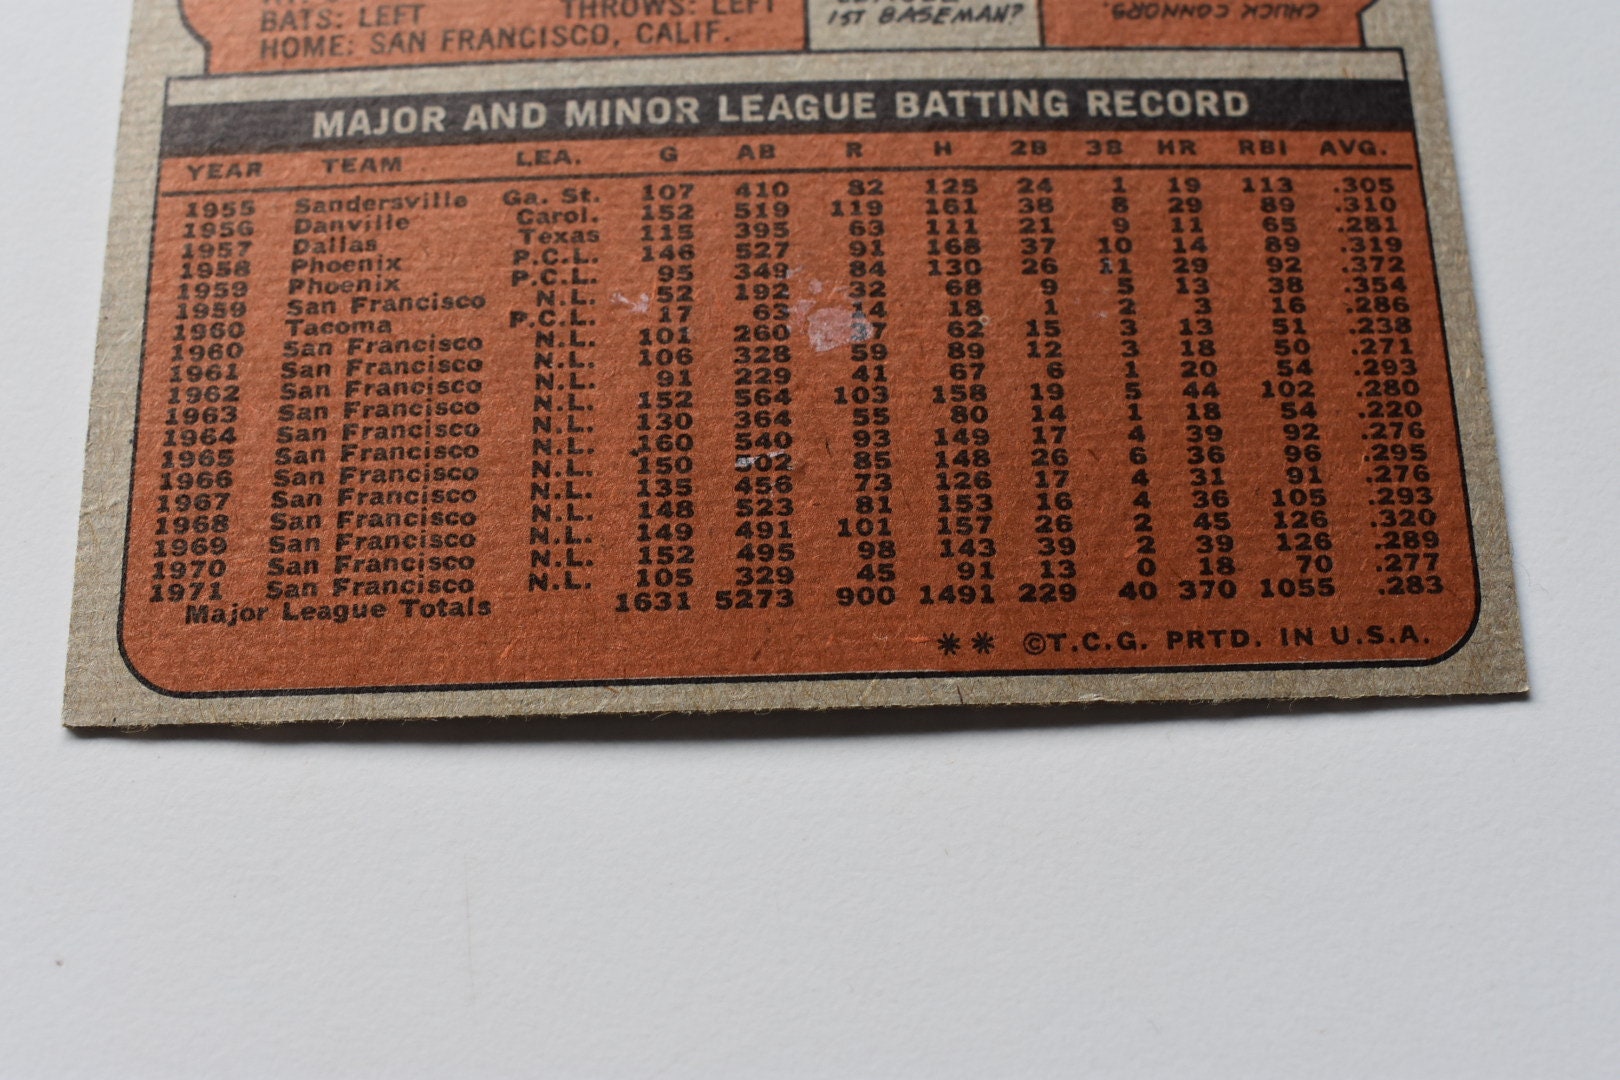 BATS: LEFT THROWS: LEFT
HOME: SAN FRANCISCO, CALIF.
1ST BASEMAN?
CHUCK CONNORS.
MAJOR AND MINOR LEAGUE BATTING RECORD
YEAR TEAM LEA. G AB R H 2B 3B HR RBI AVG.
1955 Sandersville Ga. St. 107 410 82 125 24 1 19 113 .305
1956 Danville Carol. 152 519 119 161 38 8 29 89 .310
1957 Dallas Texas 115 395 63 111 21 9 11 65 .281
1958 Phoenix P.C.L. 146 527 91 168 37 10 14 89 .319
1959 Phoenix P.C.L. 95 349 84 130 26 11 29 92 .372
1959 San Francisco N.L. 52 192 32 68 9 5 13 38 .354
1960 Tacoma P.C.L. 17 63 14 18 1 2 3 16 .286
1960 San Francisco N.L. 101 260 37 62 15 3 13 51 .238
1961 San Francisco N.L. 106 328 59 89 12 3 18 50 .271
1962 San Francisco N.L. 91 229 41 67 6 1 20 54 .293
1963 San Francisco N.L. 152 564 103 158 19 5 44 102 .280
1964 San Francisco N.L. 130 364 55 80 14 1 18 54 .220
1965 San Francisco N.L. 160 540 93 149 17 4 39 92 .276
1966 San Francisco N.L. 150 502 85 148 26 6 36 96 .295
1967 San Francisco N.L. 135 456 73 126 17 4 31 91 .276
1968 San Francisco N.L. 148 523 81 153 16 4 36 105 .293
1969 San Francisco N.L. 149 491 101 157 26 2 45 126 .320
1970 San Francisco N.L. 152 495 98 143 39 2 39 126 .289
1971 San Francisco N.L. 105 329 45 91 13 0 18 70 .277
Major League Totals 1631 5273 900 1491 229 40 370 1055 .283
** ©T.C.G. PRTD. IN U.S.A.